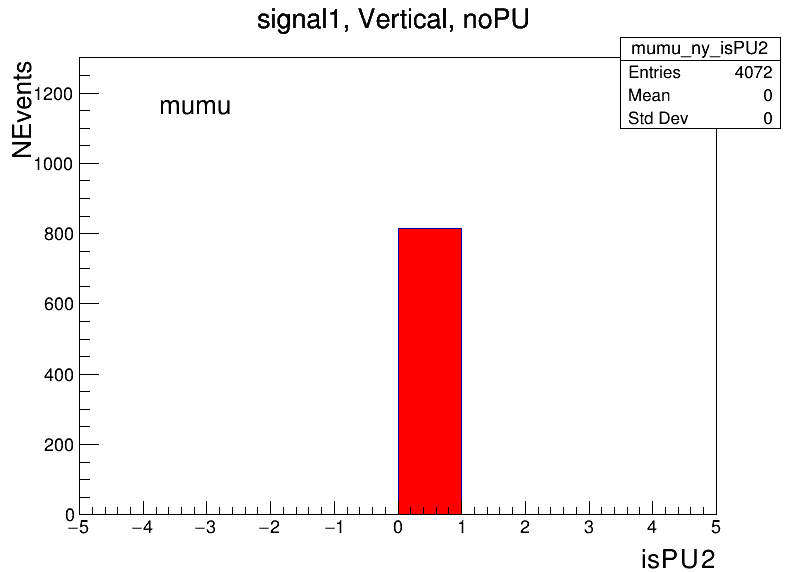 signal1, Vertical, noPU
mumu_ny_isPU2
Entries 4072
Mean 0
Std Dev 0
NEvents
mumu
1200
1000
800
600
400
200
0
−5 −4 −3 −2 −1 0 1 2 3 4 5
isPU2